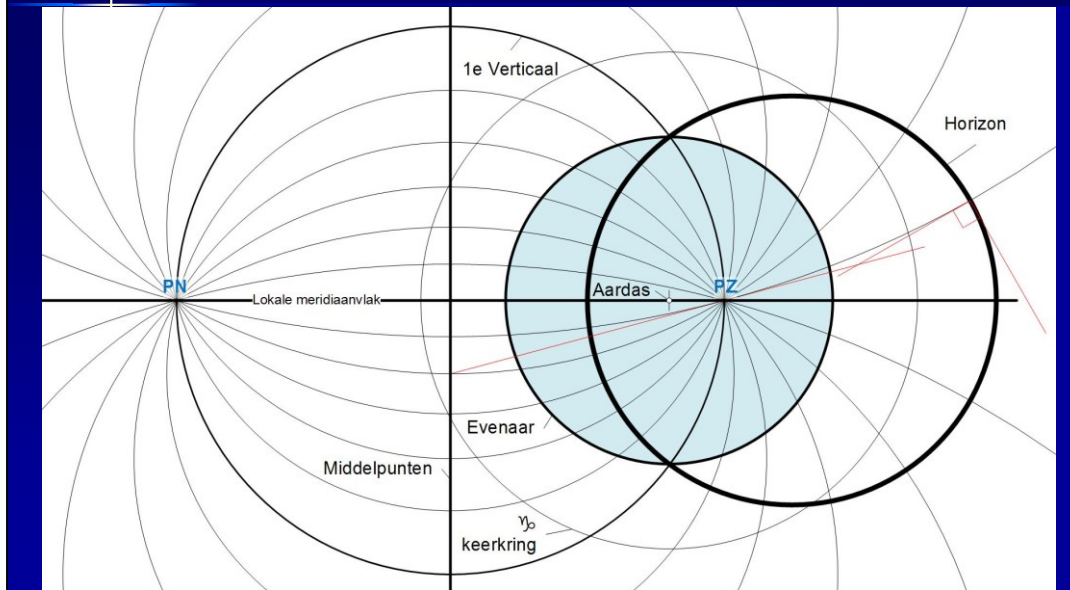 1e Verticaal
Horizon
PN
Lokale meridiaanvlak
Aardas
PZ
Evenaar
Middelpunten
♑
keerkring